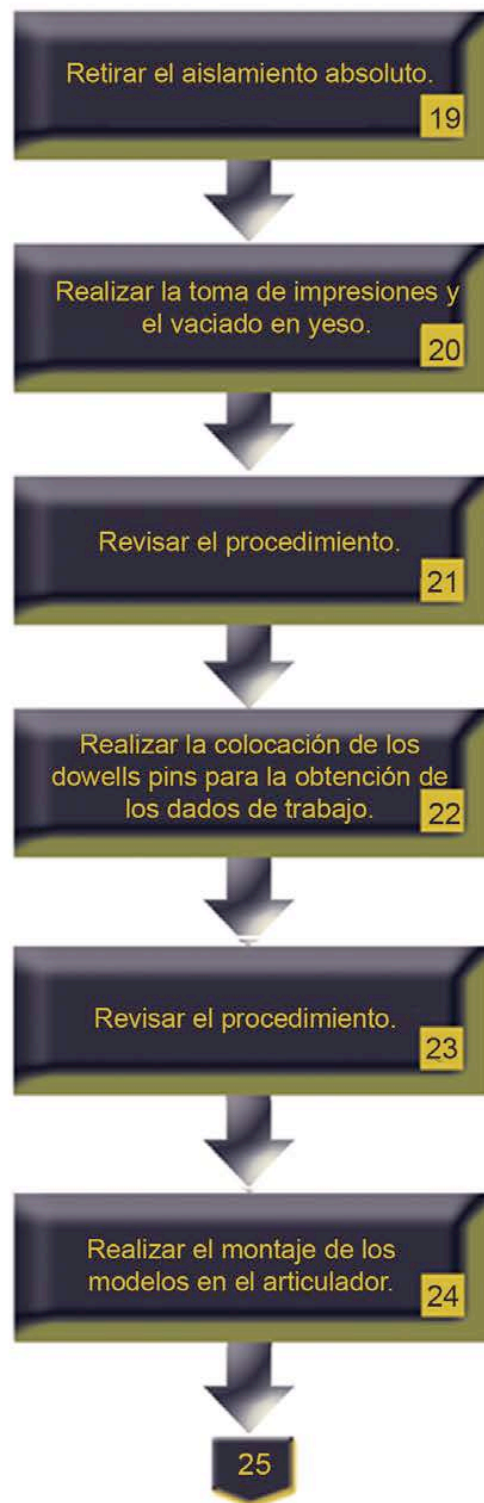 Retirar el aislamiento absoluto.
19
Realizar la toma de impresiones y
el vaciado en yeso.
20
Revisar el procedimiento.
21
Realizar la colocación de los
dowells pins para la obtención de
los dados de trabajo.
22
Revisar el procedimiento.
23
Realizar el montaje de los
modelos en el articulador.
24
25